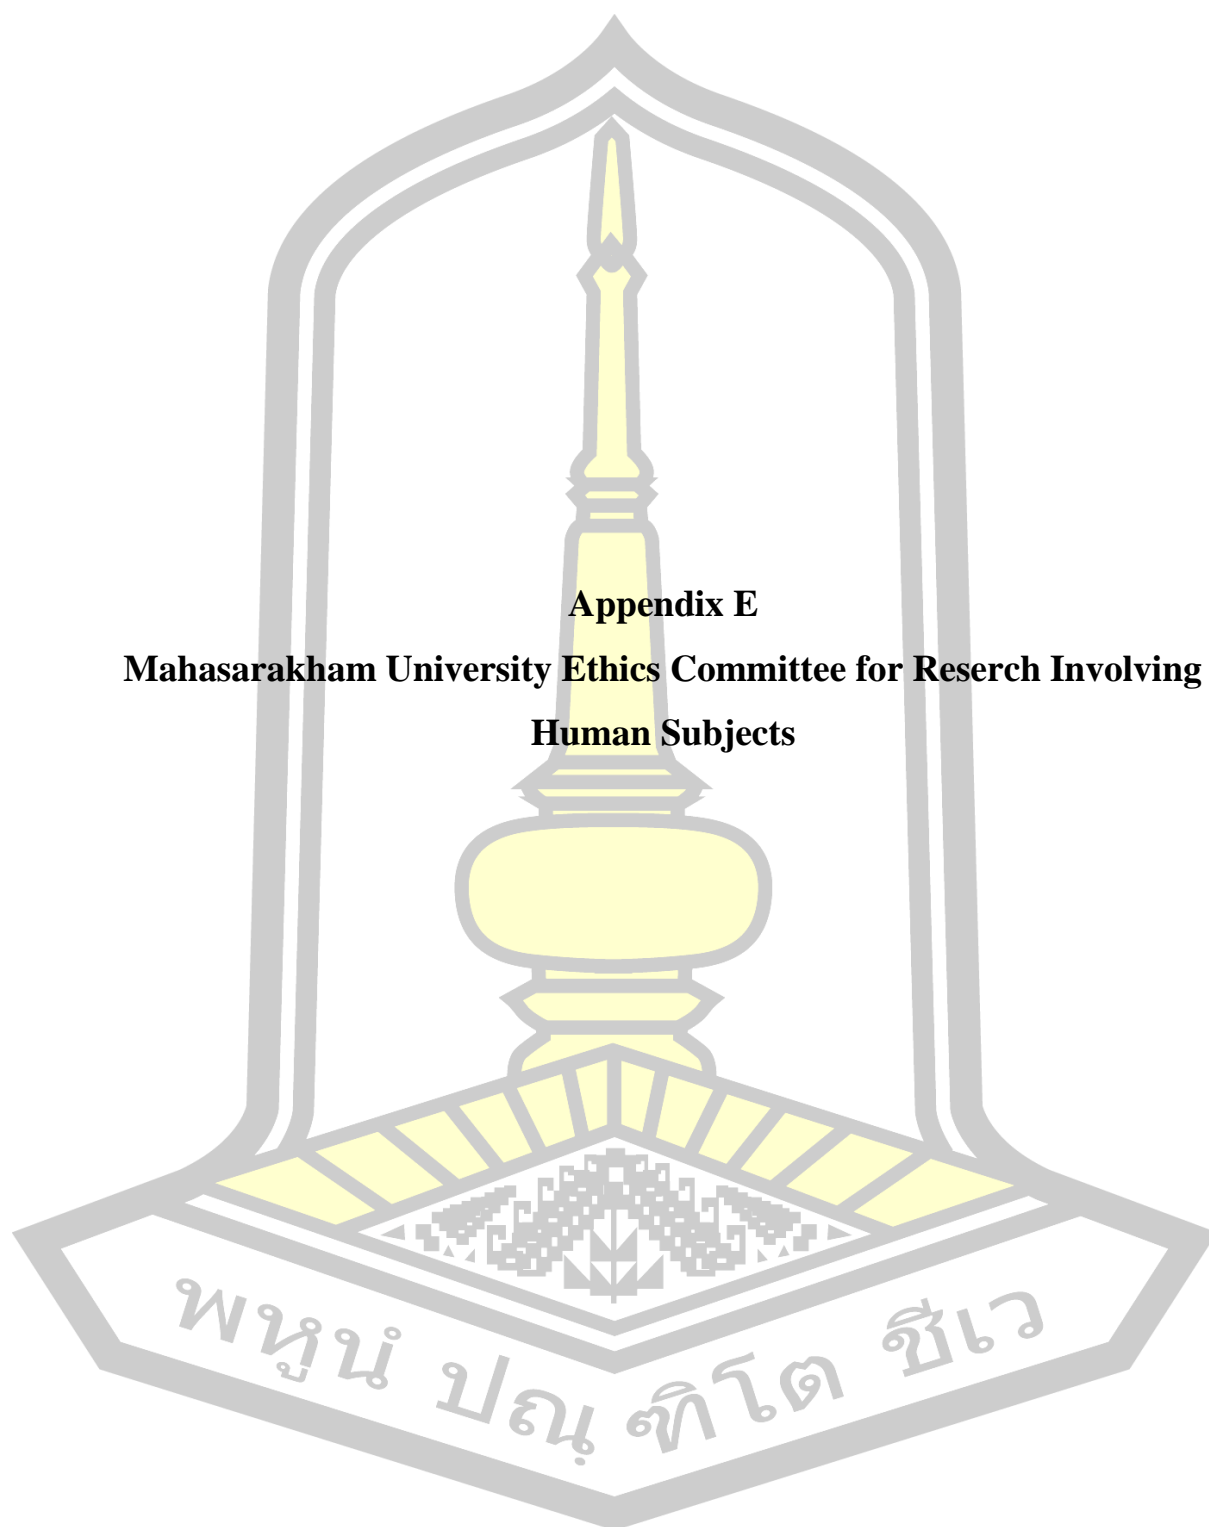 Appendix E
Mahasarakham University Ethics Committee for Reserch Involving
Human Subjects
พหูนํ ปณฺฑิโต ชีเว